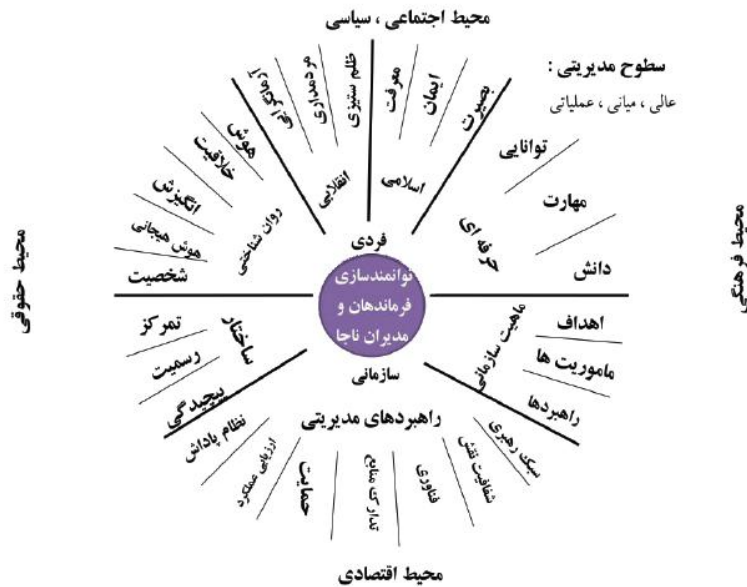 محیط اجتماعی ، سیاسی
سطوح مدیریتی :
عالی ، میانی ، عملیاتی
محیط فرهنگی
محیط حقوقی
محیط اقتصادی
توانمندسازی
فرماندهان و
مدیران ناجا
فردی
اسلامی
معرفت
ایمان
بصیرت
حرفه ای
توانایی
مهارت
دانش
ماهیت سازمانی
اهداف
ماموریت ها
راهبردها
سازمانی
راهبردهای مدیریتی
سبک رهبری
شفافیت نقش
فناوری
تدارک منابع
حمایت
ارزیابی عملکرد
نظام پاداش
ساختار
پیچیدگی
رسمیت
تمرکز
روان شناختی
شخصیت
هوش هیجانی
انگیزش
خلاقیت
هوش
انقلابی
آرمانگرایی
مردمداری
ظلم ستیزی